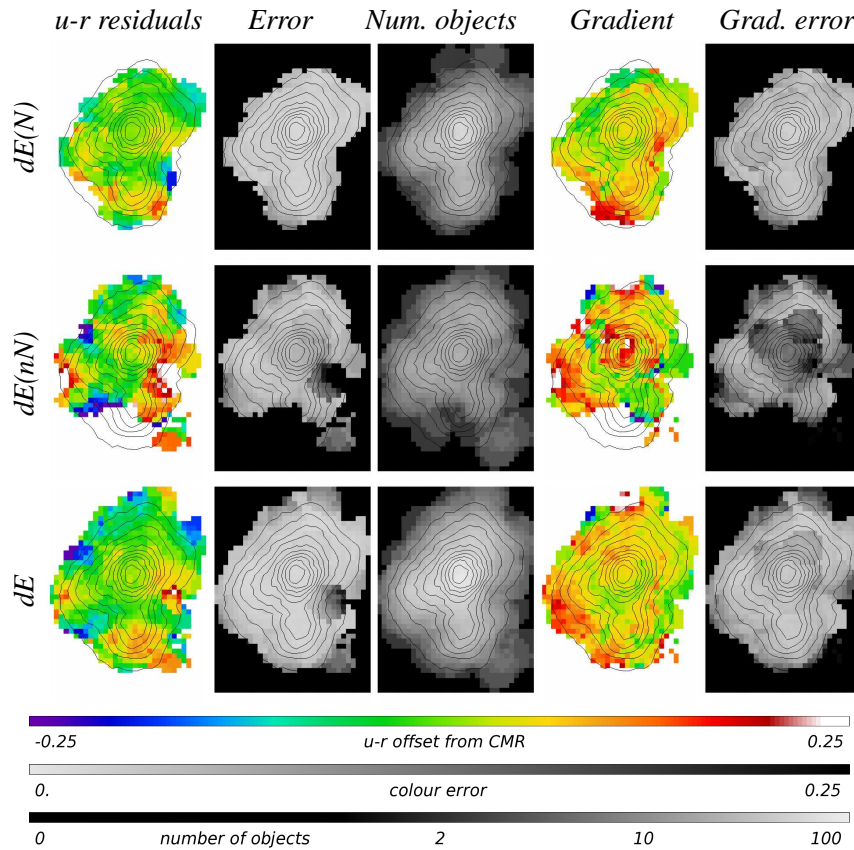 u-r residuals Error Num. objects Gradient Grad. error
dE(N)
dE(nN)
dE
-0.25 u-r offset from CMR 0.25
0. colour error 0.25
0 number of objects 2 10 100